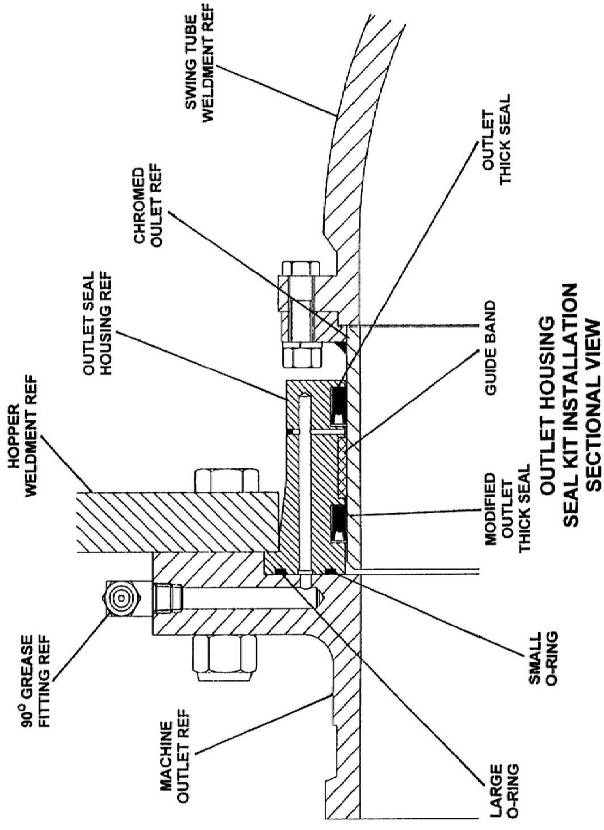 90° GREASE
FITTING REF
HOPPER
WELDMENT REF
OUTLET SEAL
HOUSING REF
CHROMED
OULET REF
SWING TUBE
WELDMENT REF
MACHINE
OUTLET REF
LARGE
O-RING
SMALL
O-RING
MODIFIED
OUTLET
THICK SEAL
GUIDE BAND
OUTLET
THICK SEAL
OUTLET HOUSING
SEAL KIT INSTALLATION
SECTIONAL VIEW